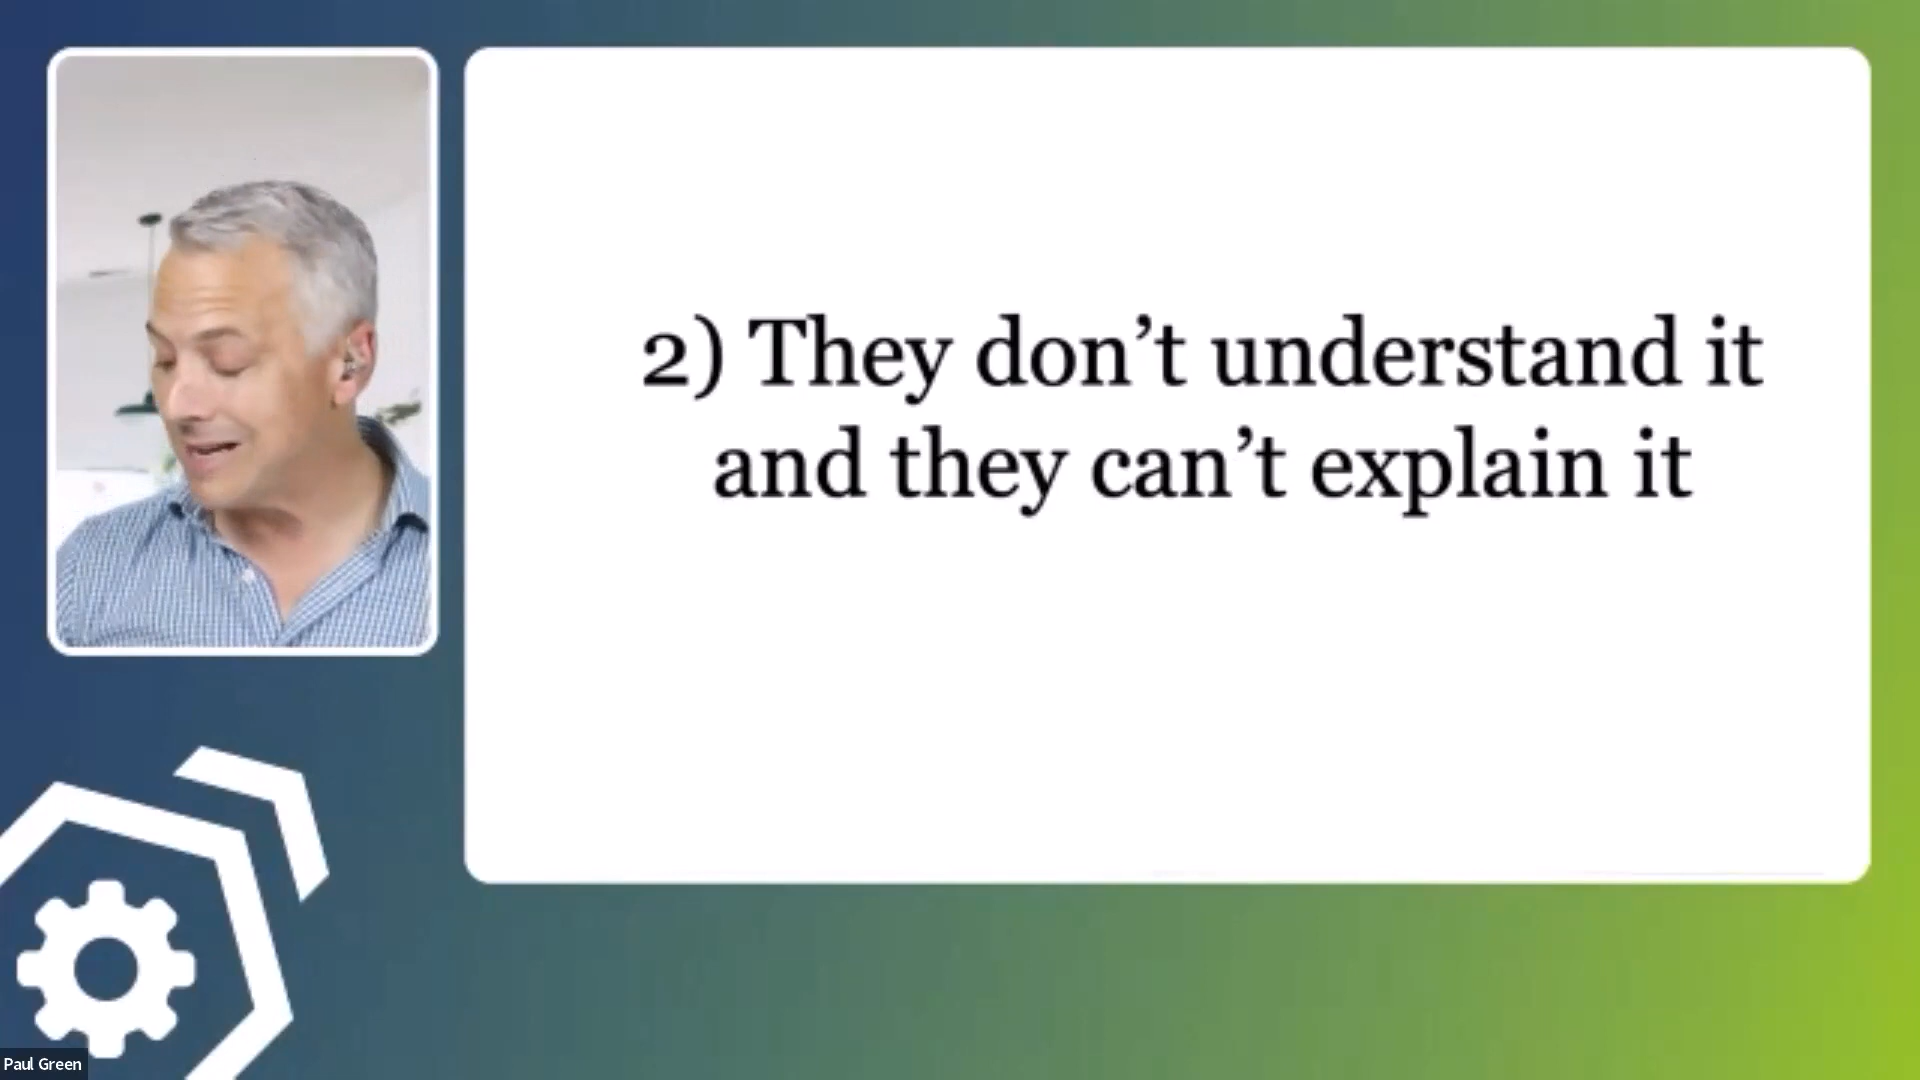 2) They don’t understand it
and they can’t explain it
Paul Green